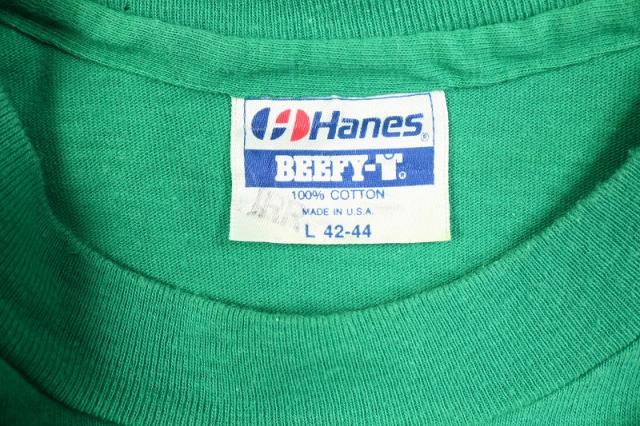 Hanes®
BEEFY-T®
100% COTTON
MADE IN U.S.A.
L 42-44